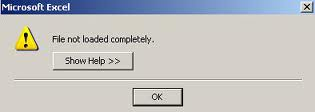 Microsoft Excel
File not loaded completely.
Show Help >>
OK